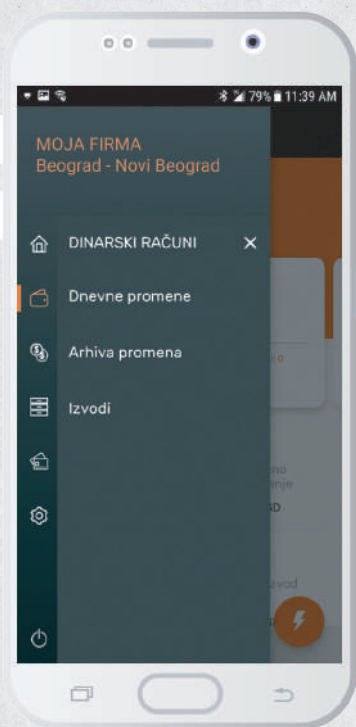 79% 11:39 AM
MOJA FIRMA
Beograd - Novi Beograd
DINARSKI RAČUNI
Dnevne promene
Arhiva promena
Izvodi